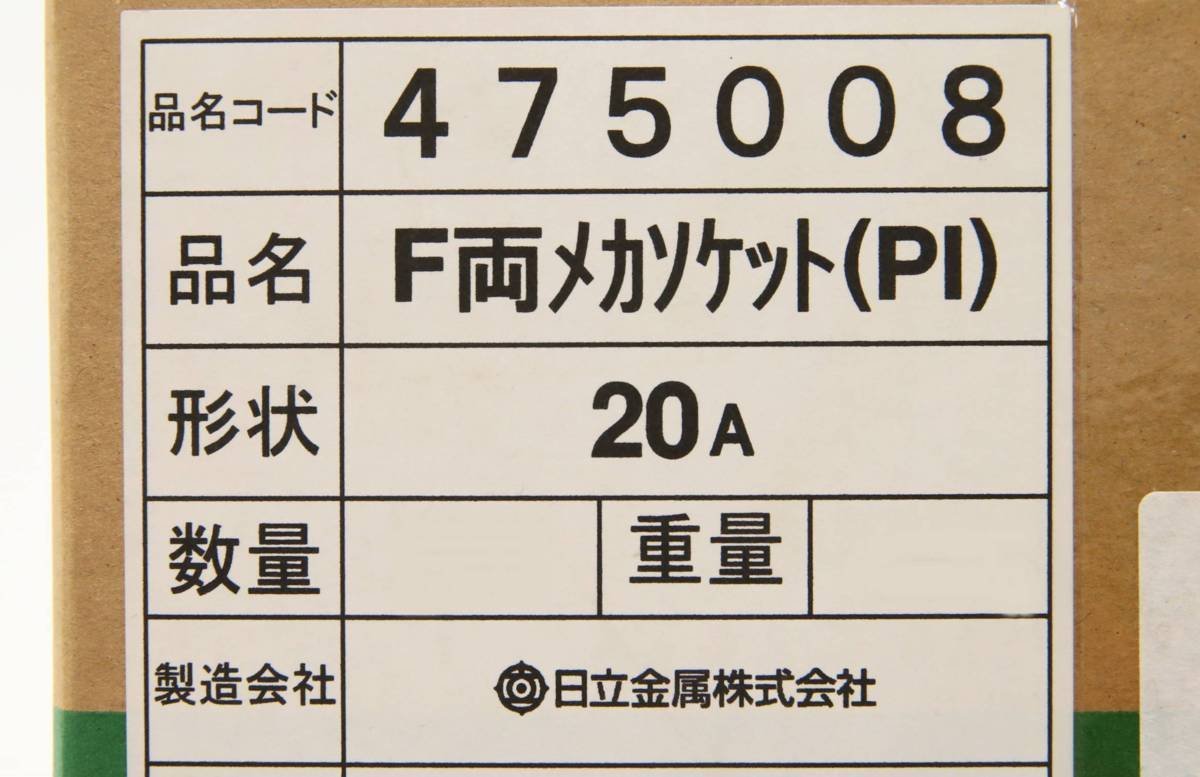 品名コード 475008
品名 F両メカソケット(PI)
形状 20A
数量 重量
製造会社 日立金属株式会社